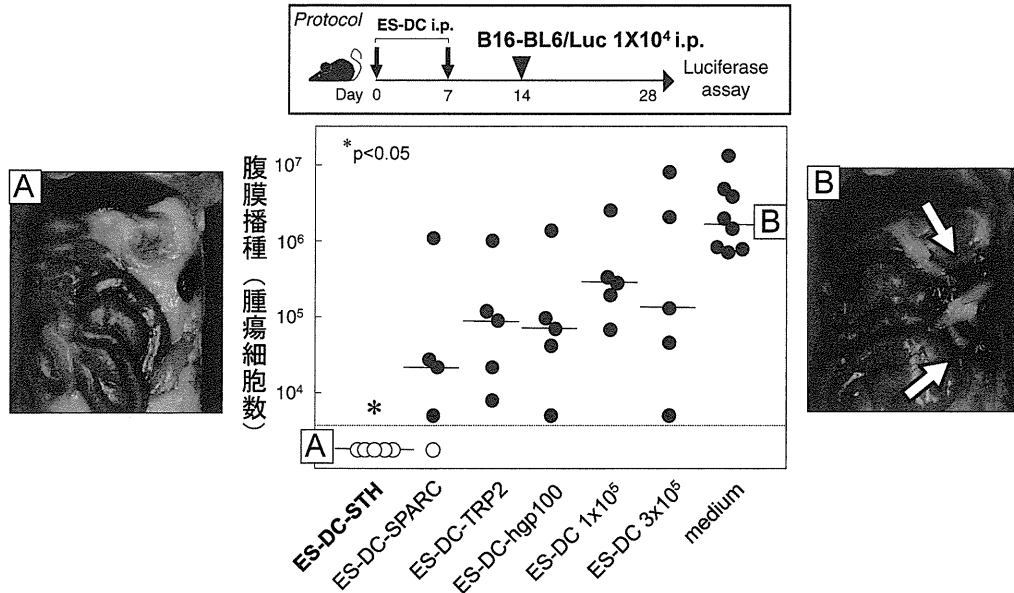 Protocol
ES-DC i.p.
B16-BL6/Luc 1X10⁴ i.p.
Luciferase
assay
Day 0 7 14 28
A
B
腹膜播種（腫瘍細胞数）
*p<0.05
10⁷
10⁶
10⁵
10⁴
B
*
A
ES-DC-STH
ES-DC-SPARC
ES-DC-TRP2
ES-DC-hgp100
ES-DC 1x10⁵
ES-DC 3x10⁵
medium